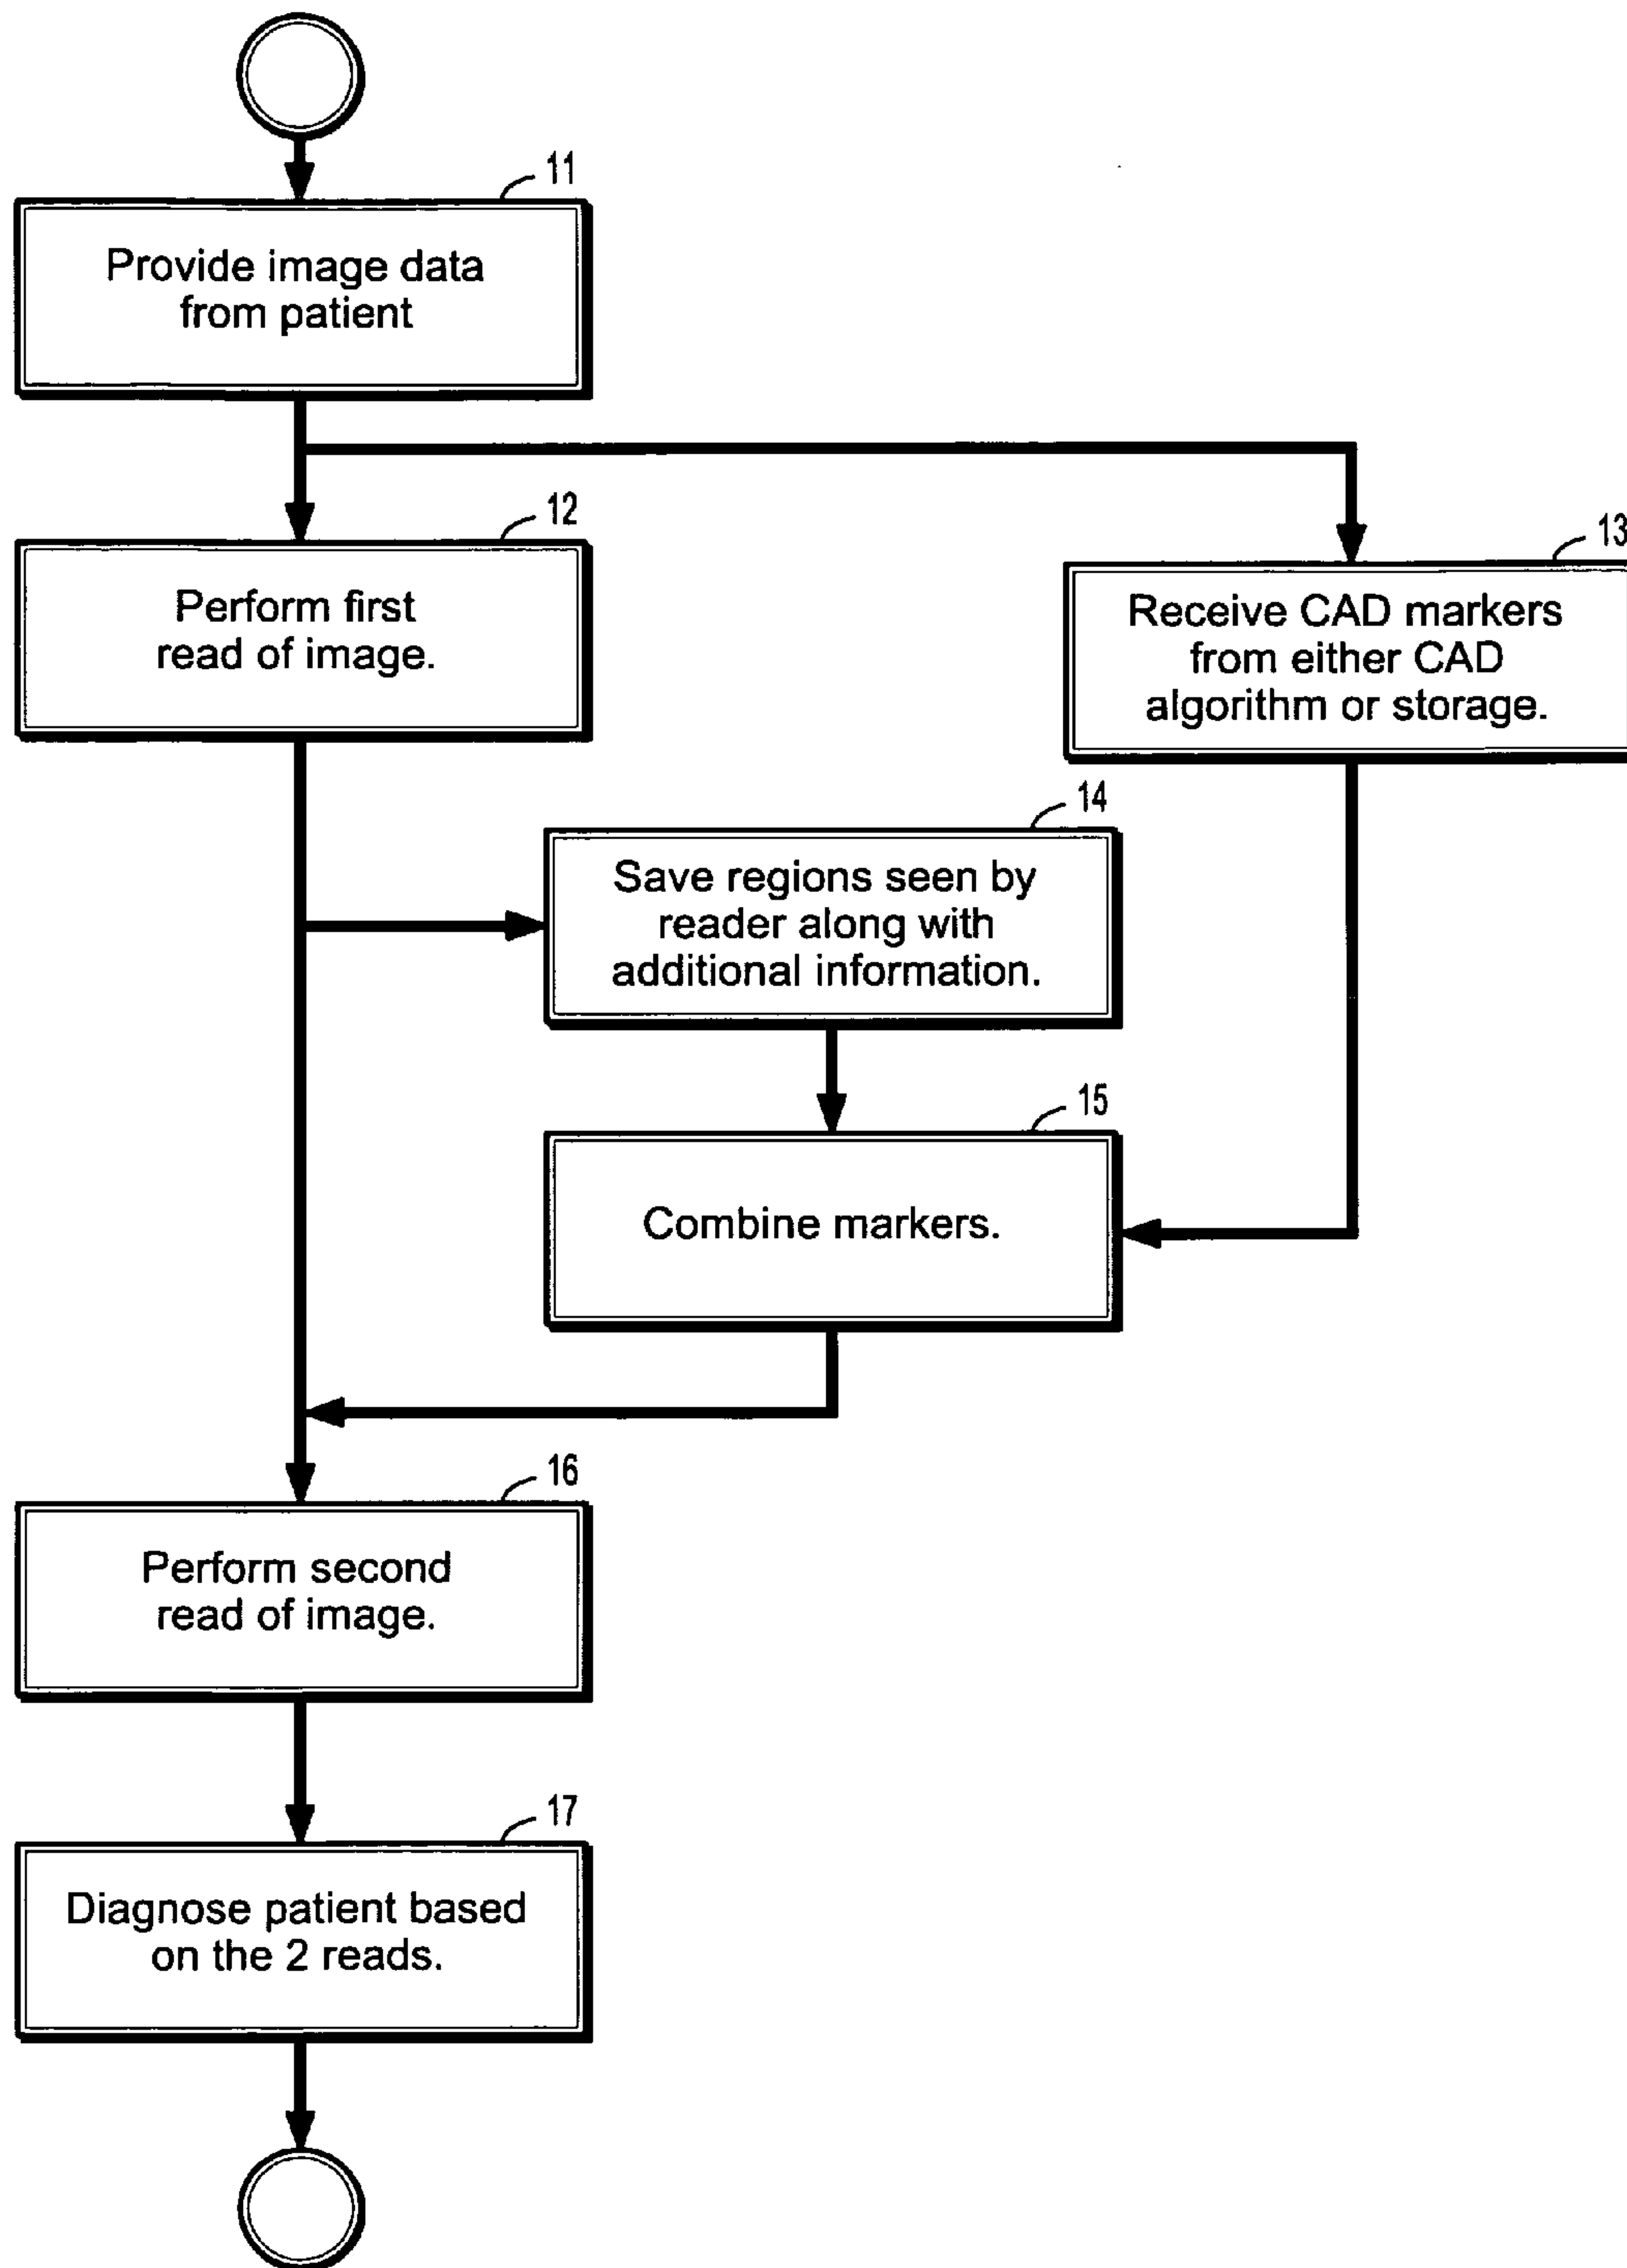 11
Provide image data
from patient
12
Perform first
read of image.
13
Receive CAD markers
from either CAD
algorithm or storage.
14
Save regions seen by
reader along with
additional information.
15
Combine markers.
16
Perform second
read of image.
17
Diagnose patient based
on the 2 reads.